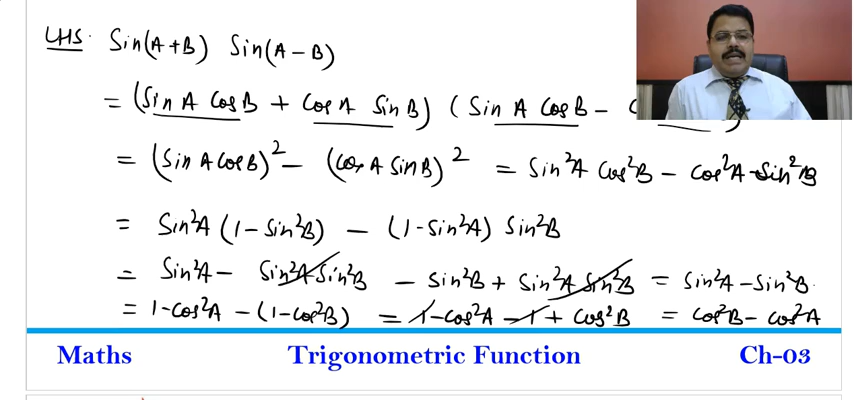 LHS. Sin(A+B) Sin(A-B)
= (Sin A Cos B + Cos A Sin B) (Sin A Cos B - C
= (Sin A Cos B)² - (Cos A Sin B)² = Sin²A Cos²B - Cos²A Sin²B
= Sin²A (1 - Sin²B) - (1 - Sin²A) Sin²B
= Sin²A - Sin²A Sin²B - Sin²B + Sin²A Sin²B = Sin²A - Sin²B.
= 1 - Cos²A - (1 - Cos²B) = 1 - Cos²A - 1 + Cos²B = Cos²B - Cos²A
Maths Trigonometric Function Ch-03